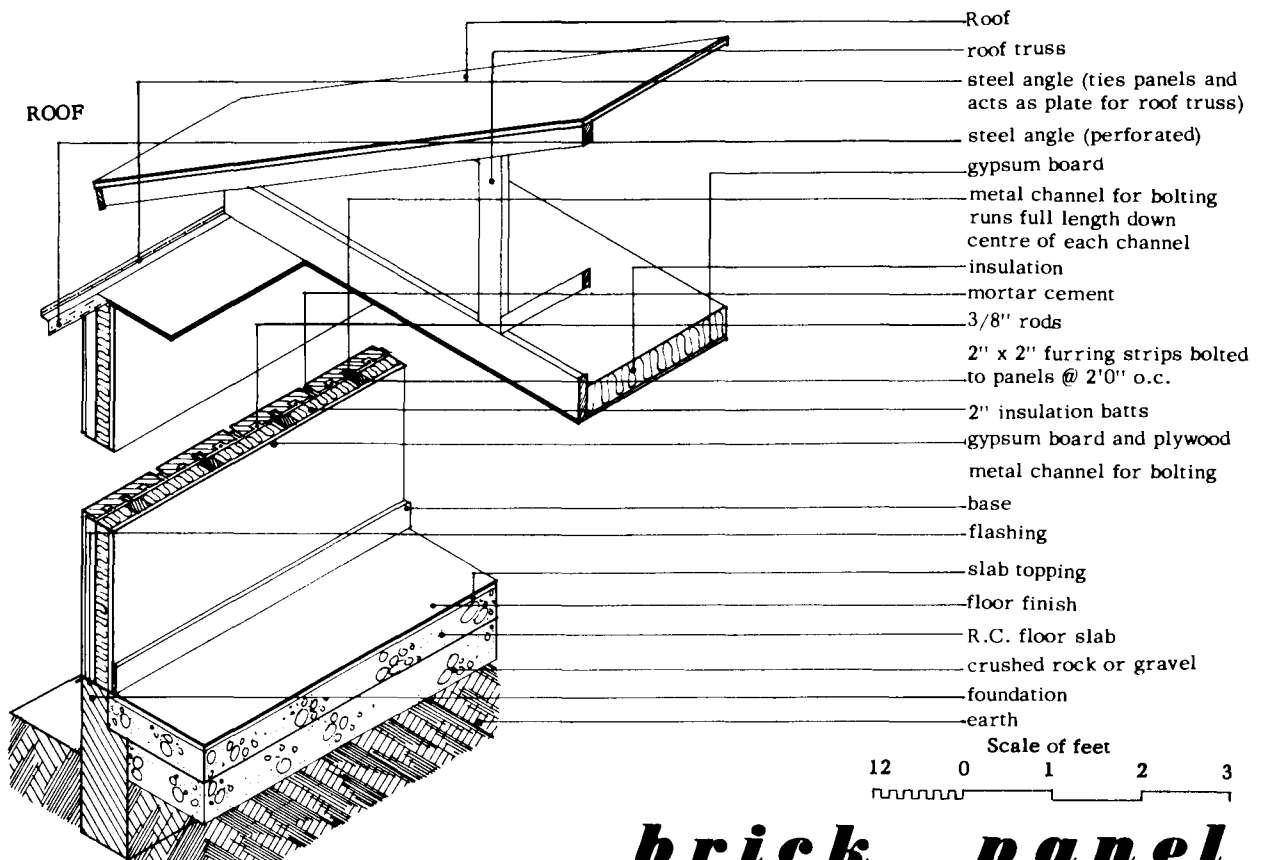 Roof
roof truss
steel angle (ties panels and
acts as plate for roof truss)
ROOF
steel angle (perforated)
gypsum board
metal channel for bolting
runs full length down
centre of each channel
insulation
mortar cement
3/8" rods
2" x 2" furring strips bolted
to panels @ 2'0" o.c.
2" insulation batts
gypsum board and plywood
metal channel for bolting
base
flashing
slab topping
floor finish
R.C. floor slab
crushed rock or gravel
foundation
earth
Scale of feet
12 0 1 2 3
brick panel